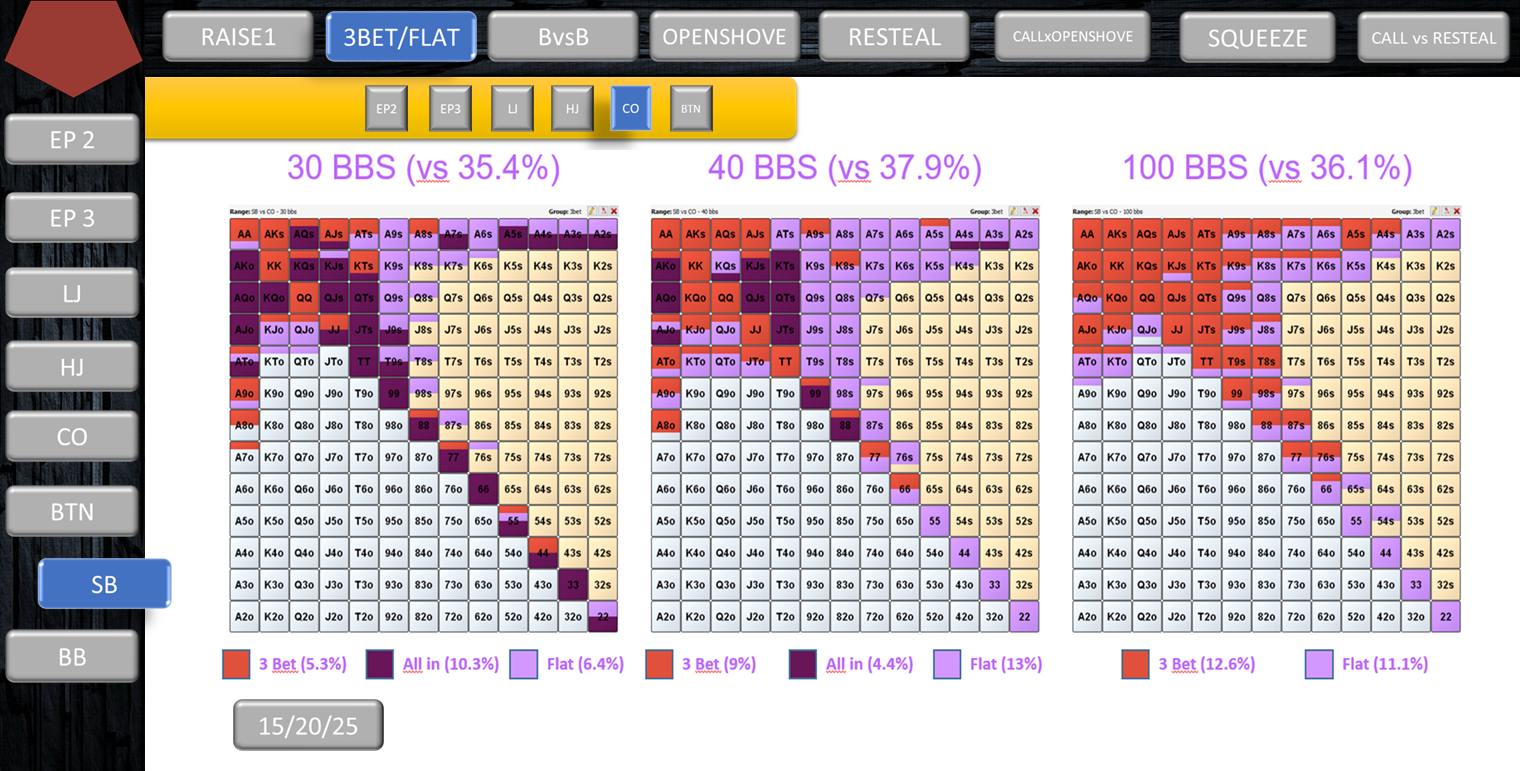 RAISE1 3BET/FLAT BvsB OPENSHOVE RESTEAL CALLxOPENSHOVE SQUEEZE CALL vs RESTEAL
EP2 EP3 LJ HJ CO BTN
EP 2
EP 3
LJ
HJ
CO
BTN
SB
BB
30 BBS (vs 35.4%)
Range: SB vs CO - 30 bbs Group: 3bet
AA AKs AQs AJs ATs A9s A8s A7s A6s A5s A4s A3s A2s
AKo KK KQs KJs KTs K9s K8s K7s K6s K5s K4s K3s K2s
AQo KQo QQ QJs QTs Q9s Q8s Q7s Q6s Q5s Q4s Q3s Q2s
AJo KJo QJo JJ JTs J9s J8s J7s J6s J5s J4s J3s J2s
ATo KTo QTo JTo TT T9s T8s T7s T6s T5s T4s T3s T2s
A9o K9o Q9o J9o T9o 99 98s 97s 96s 95s 94s 93s 92s
A8o K8o Q8o J8o T8o 98o 88 87s 86s 85s 84s 83s 82s
A7o K7o Q7o J7o T7o 97o 87o 77 76s 75s 74s 73s 72s
A6o K6o Q6o J6o T6o 96o 86o 76o 66 65s 64s 63s 62s
A5o K5o Q5o J5o T5o 95o 85o 75o 65o 55 54s 53s 52s
A4o K4o Q4o J4o T4o 94o 84o 74o 64o 54o 44 43s 42s
A3o K3o Q3o J3o T3o 93o 83o 73o 63o 53o 43o 33 32s
A2o K2o Q2o J2o T2o 92o 82o 72o 62o 52o 42o 32o 22
3 Bet (5.3%) All in (10.3%) Flat (6.4%)
40 BBS (vs 37.9%)
Range: SB vs CO - 40 bbs Group: 3bet
AA AKs AQs AJs ATs A9s A8s A7s A6s A5s A4s A3s A2s
AKo KK KQs KJs KTs K9s K8s K7s K6s K5s K4s K3s K2s
AQo KQo QQ QJs QTs Q9s Q8s Q7s Q6s Q5s Q4s Q3s Q2s
AJo KJo QJo JJ JTs J9s J8s J7s J6s J5s J4s J3s J2s
ATo KTo QTo JTo TT T9s T8s T7s T6s T5s T4s T3s T2s
A9o K9o Q9o J9o T9o 99 98s 97s 96s 95s 94s 93s 92s
A8o K8o Q8o J8o T8o 98o 88 87s 86s 85s 84s 83s 82s
A7o K7o Q7o J7o T7o 97o 87o 77 76s 75s 74s 73s 72s
A6o K6o Q6o J6o T6o 96o 86o 76o 66 65s 64s 63s 62s
A5o K5o Q5o J5o T5o 95o 85o 75o 65o 55 54s 53s 52s
A4o K4o Q4o J4o T4o 94o 84o 74o 64o 54o 44 43s 42s
A3o K3o Q3o J3o T3o 93o 83o 73o 63o 53o 43o 33 32s
A2o K2o Q2o J2o T2o 92o 82o 72o 62o 52o 42o 32o 22
3 Bet (9%) All in (4.4%) Flat (13%)
100 BBS (vs 36.1%)
Range: SB vs CO - 100 bbs Group: 3bet
AA AKs AQs AJs ATs A9s A8s A7s A6s A5s A4s A3s A2s
AKo KK KQs KJs KTs K9s K8s K7s K6s K5s K4s K3s K2s
AQo KQo QQ QJs QTs Q9s Q8s Q7s Q6s Q5s Q4s Q3s Q2s
AJo KJo QJo JJ JTs J9s J8s J7s J6s J5s J4s J3s J2s
ATo KTo QTo JTo TT T9s T8s T7s T6s T5s T4s T3s T2s
A9o K9o Q9o J9o T9o 99 98s 97s 96s 95s 94s 93s 92s
A8o K8o Q8o J8o T8o 98o 88 87s 86s 85s 84s 83s 82s
A7o K7o Q7o J7o T7o 97o 87o 77 76s 75s 74s 73s 72s
A6o K6o Q6o J6o T6o 96o 86o 76o 66 65s 64s 63s 62s
A5o K5o Q5o J5o T5o 95o 85o 75o 65o 55 54s 53s 52s
A4o K4o Q4o J4o T4o 94o 84o 74o 64o 54o 44 43s 42s
A3o K3o Q3o J3o T3o 93o 83o 73o 63o 53o 43o 33 32s
A2o K2o Q2o J2o T2o 92o 82o 72o 62o 52o 42o 32o 22
3 Bet (12.6%) Flat (11.1%)
15/20/25